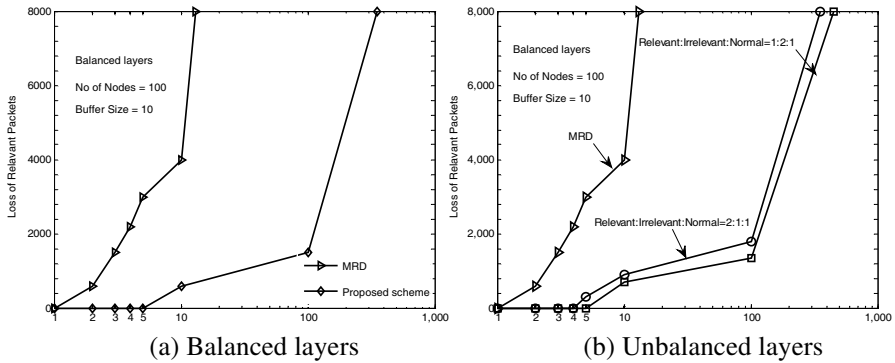 8000
6000
4000
2000
0
Loss of Relavant Packets
Balanced layers
No of Nodes = 100
Buffer Size = 10
MRD
Proposed scheme
1 2 3 4 5 10 100 1,000
(a) Balanced layers
8,000
6,000
4,000
2,000
0
Loss of Relavant Packets
Balanced layers
No of Nodes = 100
Buffer Size = 10
Relevant:Irrelevant:Normal=1:2:1
MRD
Relevant:Irrelevant:Normal=2:1:1
1 2 3 4 5 10 100 1,000
(b) Unbalanced layers